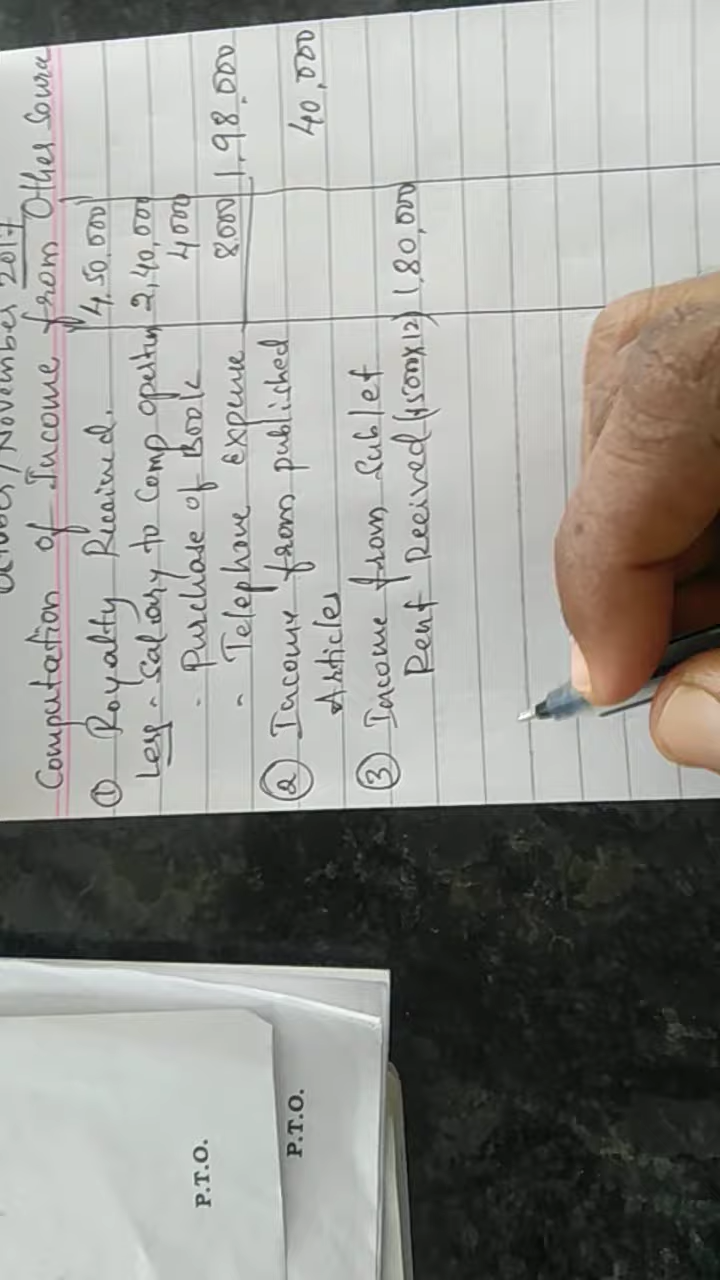 October/November 2017
Computation of Income from Other Source
① Royalty Received. 4,50,000
Less - Salary to Comp opertin 2,40,000
- Purchase of Book 4000
- Telephone Expense 8000 1,98,000
② Income from published
Articles 40,000
③ Income from Sublet
Rent Received (15000x12) 1,80,000
P.T.O.
P.T.O.